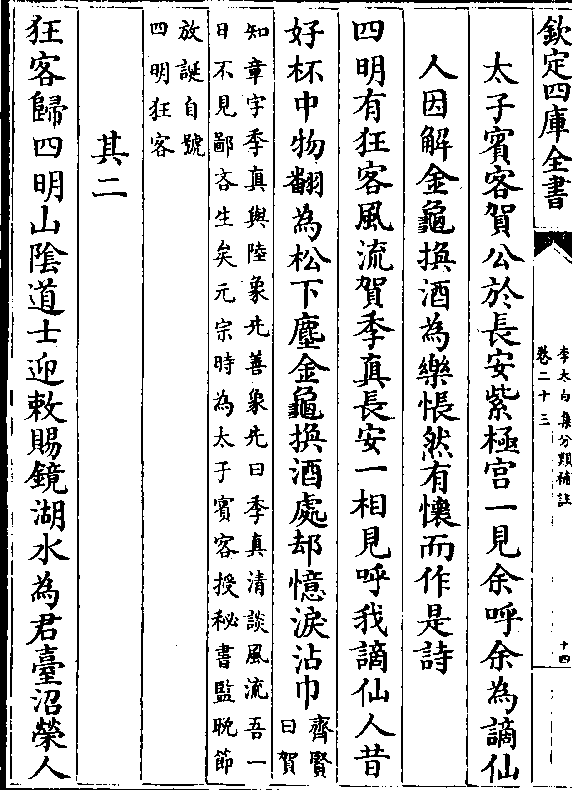 欽定四庫全書
李太白集分類補註
卷二十三
十四
太子賓客賀公於長安紫極宮一見余呼余為謫仙
人因解金龜換酒為樂悵然有懷而作是詩
四明有狂客風流賀季真長安一相見呼我謫仙人昔
好杯中物翻為松下塵金龜換酒處却憶淚沾巾齊賢
曰賀
知章字季真與陸象先善象先曰季真清談風流吾一
日不見鄙吝生矣元宗時為太子賓客授秘書監晚節
放誕自號
四明狂客
其二
狂客歸四明山陰道士迎敕賜鏡湖水為君臺沼榮人